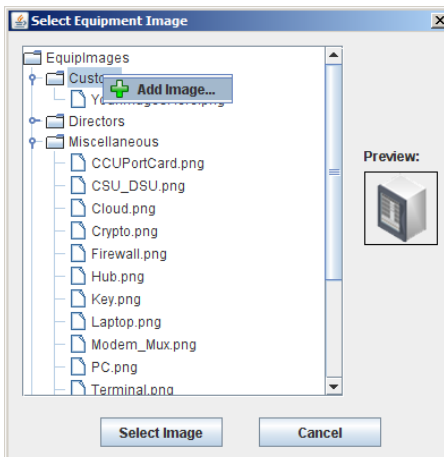 Select Equipment Image
EquipImages
Add Image...
Directors
Miscellaneous
CCUPortCard.png
CSU_DSU.png
Cloud.png
Crypto.png
Firewall.png
Hub.png
Key.png
Laptop.png
Modem_Mux.png
PC.png
Terminal.png
Preview:
Select Image
Cancel